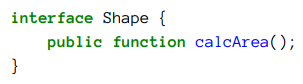 interface Shape {
    public function calcArea();
}